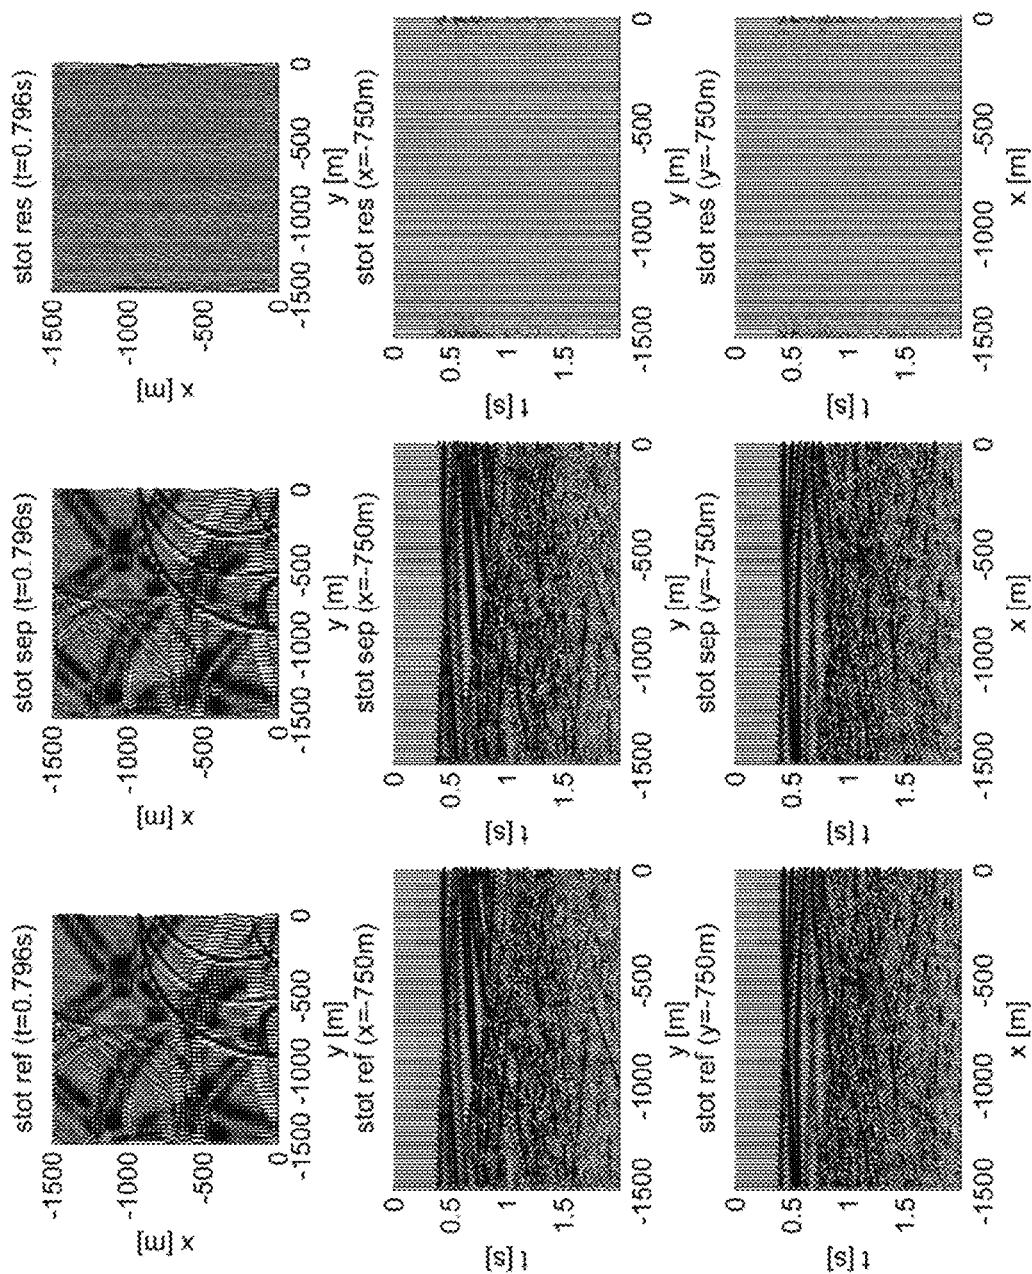 stot ref (t=0.796s) stot sep (t=0.796s) stot res (t=0.796s)
-1500 -1500 -1500
-1000 -1000 -1000
x [m] x [m] x [m]
-500 -500 -500
0 0 0
-1500 -1000 -500 0 -1500 -1000 -500 0 -1500 -1000 -500 0
y [m] y [m] y [m]
stot ref (x=-750m) stot sep (x=-750m) stot res (x=-750m)
0 0 0
0.5 0.5 0.5
t [s] t [s] t [s]
1 1 1
1.5 1.5 1.5
-1500 -1000 -500 0 -1500 -1000 -500 0 -1500 -1000 -500 0
y [m] y [m] y [m]
stot ref (y=-750m) stot sep (y=-750m) stot res (y=-750m)
0 0 0
0.5 0.5 0.5
t [s] t [s] t [s]
1 1 1
1.5 1.5 1.5
-1500 -1000 -500 0 -1500 -1000 -500 0 -1500 -1000 -500 0
x [m] x [m] x [m]